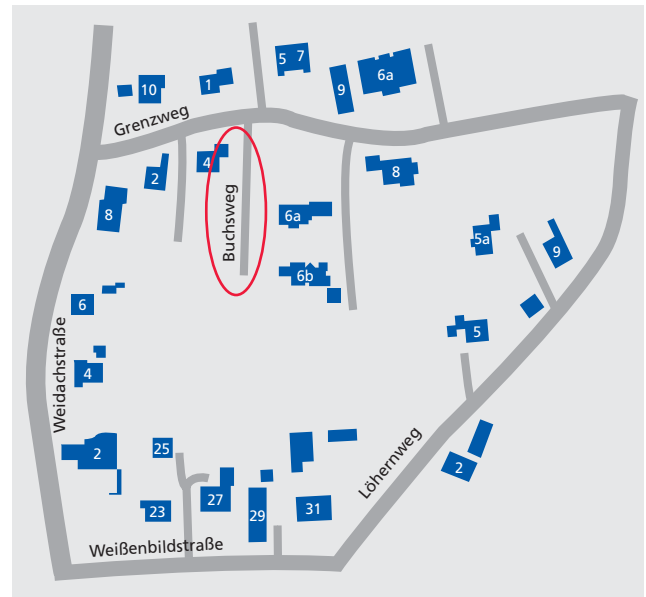 5 7
6a
9
10
1
Grenzweg
4
2
8
8
Buchsweg
6a
5a
9
6b
6
5
Weidachstraße
4
2
25
Löhernweg
2
27
23
29
31
Weißenbildstraße